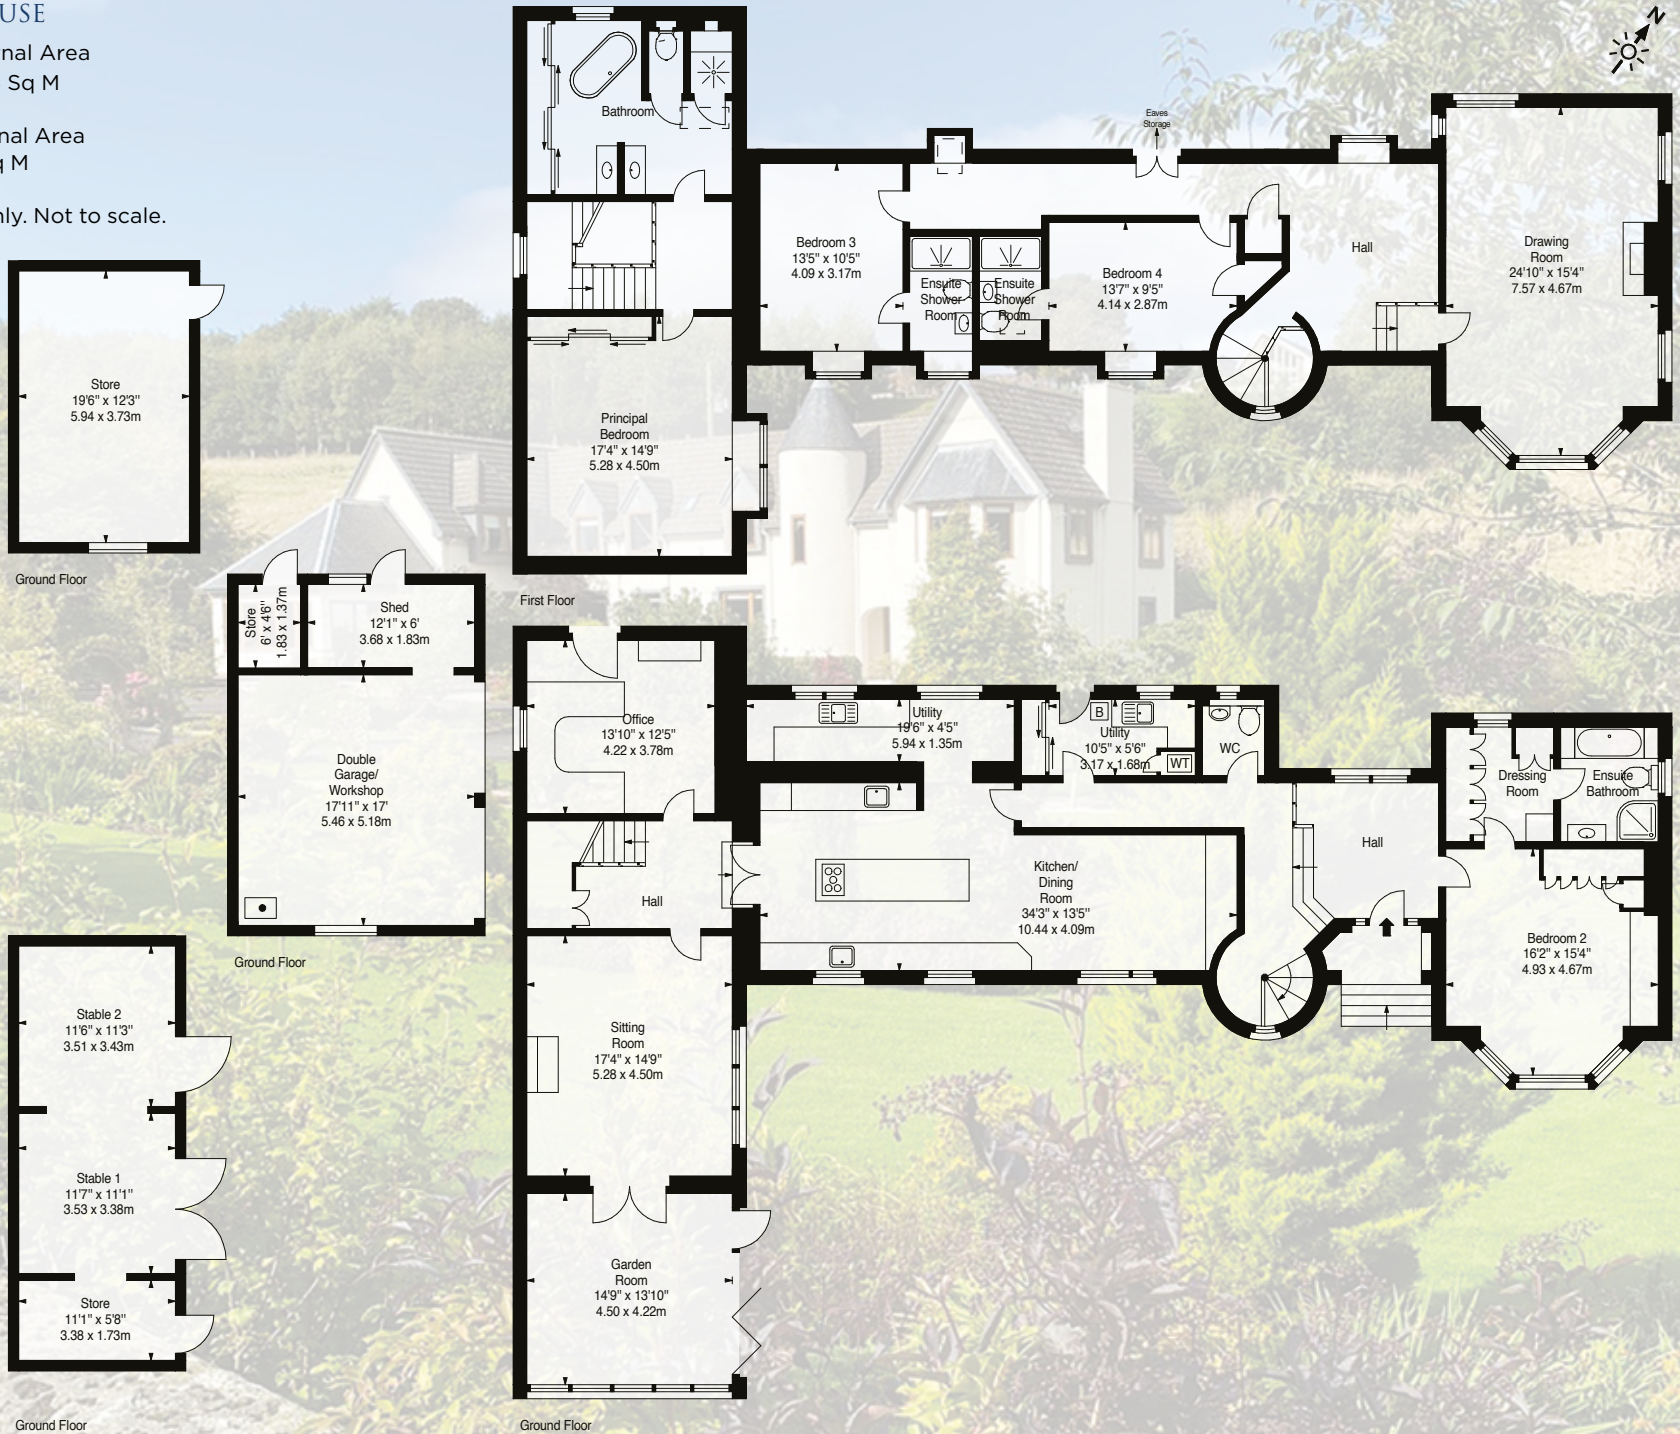 USE
rnal Area
Sq M
nal Area
q M
nly. Not to scale.
N
Store
19'6" x 12'3"
5.94 x 3.73m
Ground Floor
Bathroom
Principal
Bedroom
17'4" x 14'9"
5.28 x 4.50m
First Floor
Bedroom 3
13'5" x 10'5"
4.09 x 3.17m
Ensuite
Shower
Room
Ensuite
Shower
Room
Bedroom 4
13'7" x 9'5"
4.14 x 2.87m
Eaves
Storage
Hall
Drawing
Room
24'10" x 15'4"
7.57 x 4.67m
Store
6' x 4'6"
1.83 x 1.37m
Shed
12'1" x 6'
3.68 x 1.83m
Double
Garage/
Workshop
17'11" x 17'
5.46 x 5.18m
Ground Floor
Stable 2
11'6" x 11'3"
3.51 x 3.43m
Stable 1
11'7" x 11'1"
3.53 x 3.38m
Store
11'1" x 5'8"
3.38 x 1.73m
Ground Floor
Office
13'10" x 12'5"
4.22 x 3.78m
Hall
Sitting
Room
17'4" x 14'9"
5.28 x 4.50m
Garden
Room
14'9" x 13'10"
4.50 x 4.22m
Ground Floor
Utility
19'6" x 4'5"
5.94 x 1.35m
B
Utility
10'5" x 5'6"
3.17 x 1.68m
WT
WC
Kitchen/
Dining
Room
34'3" x 13'5"
10.44 x 4.09m
Hall
Dressing
Room
Ensuite
Bathroom
Bedroom 2
16'2" x 15'4"
4.93 x 4.67m